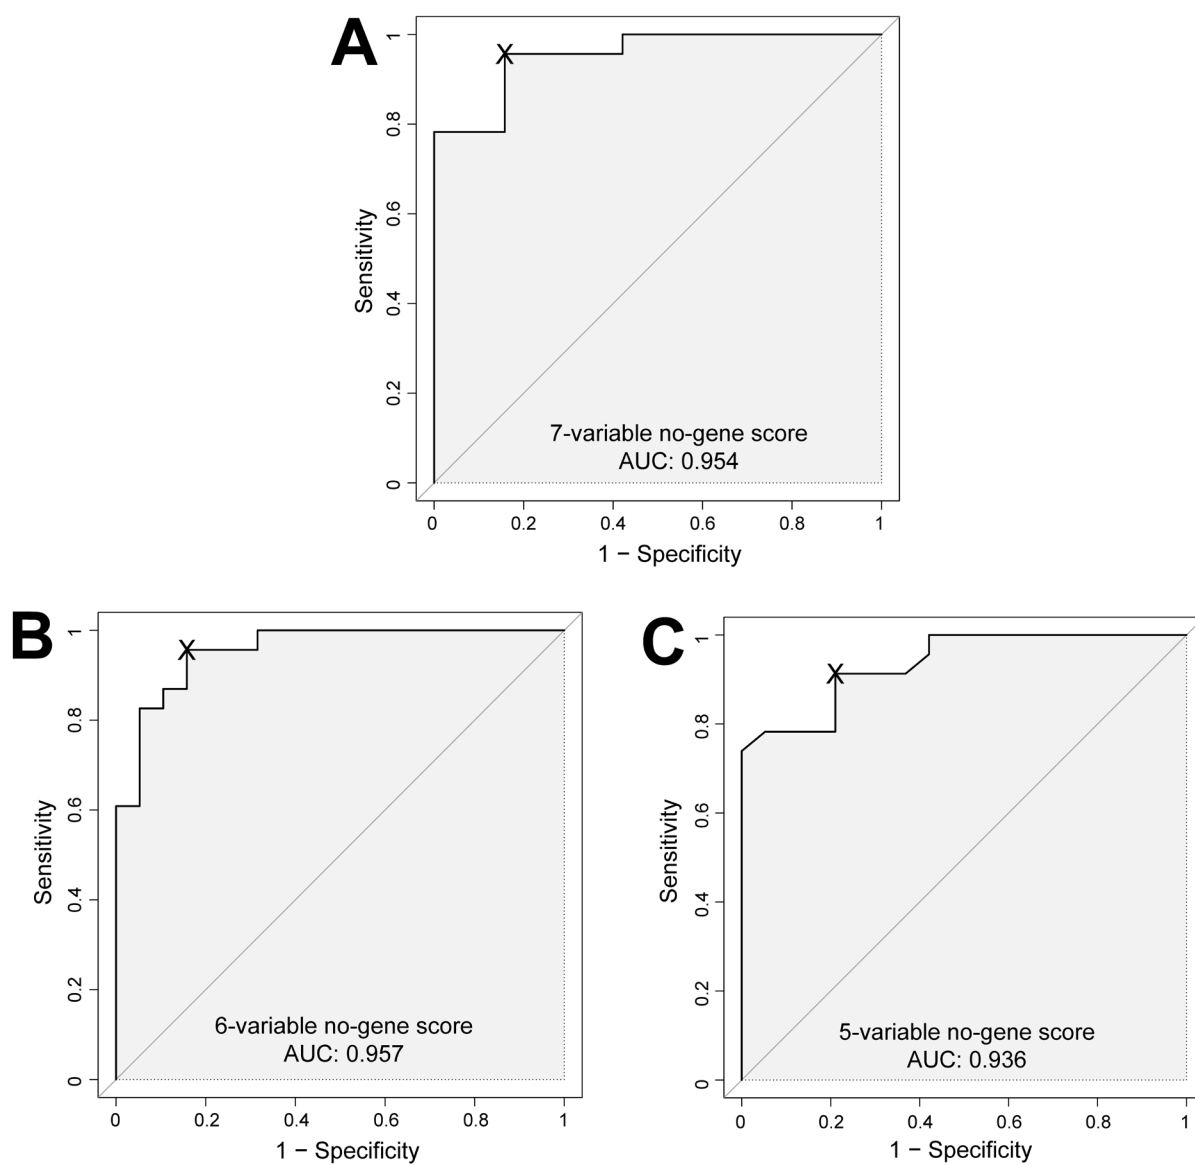 A
1
0.8
0.6
0.4
0.2
0
Sensitivity
X
7-variable no-gene score
AUC: 0.954
0 0.2 0.4 0.6 0.8 1
1 − Specificity
B
1
0.8
0.6
0.4
0.2
0
Sensitivity
X
6-variable no-gene score
AUC: 0.957
0 0.2 0.4 0.6 0.8 1
1 − Specificity
C
1
0.8
0.6
0.4
0.2
0
Sensitivity
X
5-variable no-gene score
AUC: 0.936
0 0.2 0.4 0.6 0.8 1
1 − Specificity